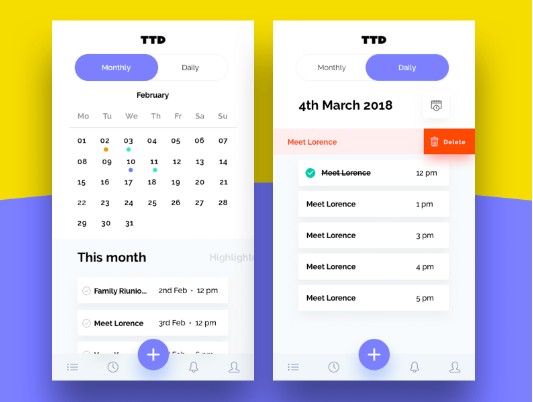 TTD
Monthly Daily
February
Mo Tu We Th Fr Sa Su
01 02 03 04 05 06 07
08 09 10 11 12 13 14
15 16 17 18 19 20 21
22 23 24 25 26 27 28
29 30 31
This month Highlight
Family Riunio... 2nd Feb • 12 pm
Meet Lorence 3rd Feb • 12 pm
TTD
Monthly Daily
4th March 2018
Meet Lorence Delete
Meet Lorence 12 pm
Meet Lorence 1 pm
Meet Lorence 3 pm
Meet Lorence 4 pm
Meet Lorence 5 pm